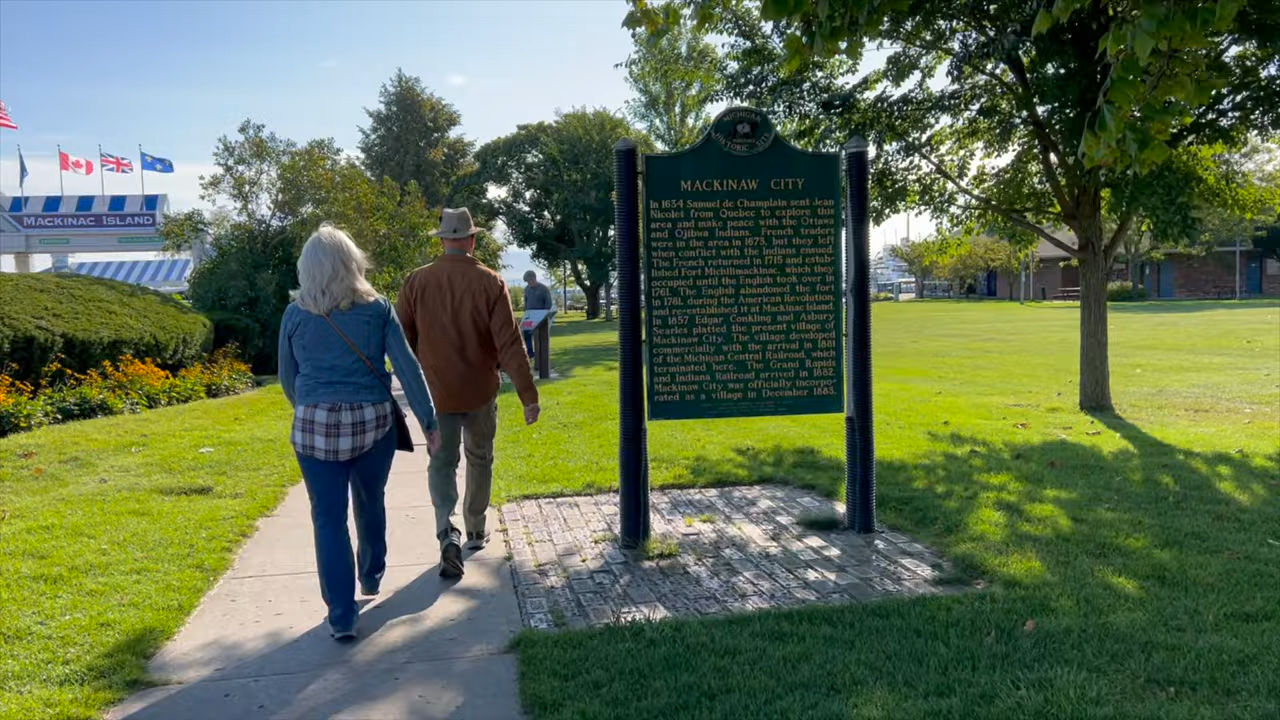 MACKINAC ISLAND
MICHIGAN
HISTORIC SITE
MACKINAW CITY
In 1634 Samuel de Champlain sent Jean
Nicolet from Quebec to explore this
area and make peace with the Ottawa
and Ojibwa Indians. French traders
were in the area in 1673, but they left
when conflict with the Indians ensued.
The French returned in 1715 and estab-
lished Fort Michilimackinac, which they
occupied until the English took over in
1761. The English abandoned the fort
in 1781, during the American Revolution,
and re-established it at Mackinac Island.
In 1857 Edgar Conkling and Asbury
Searles platted the present village of
Mackinaw City. The village developed
commercially with the arrival in 1881
of the Michigan Central Railroad, which
terminated here. The Grand Rapids
and Indiana Railroad arrived in 1882.
Mackinaw City was officially incorpo-
rated as a village in December 1883.